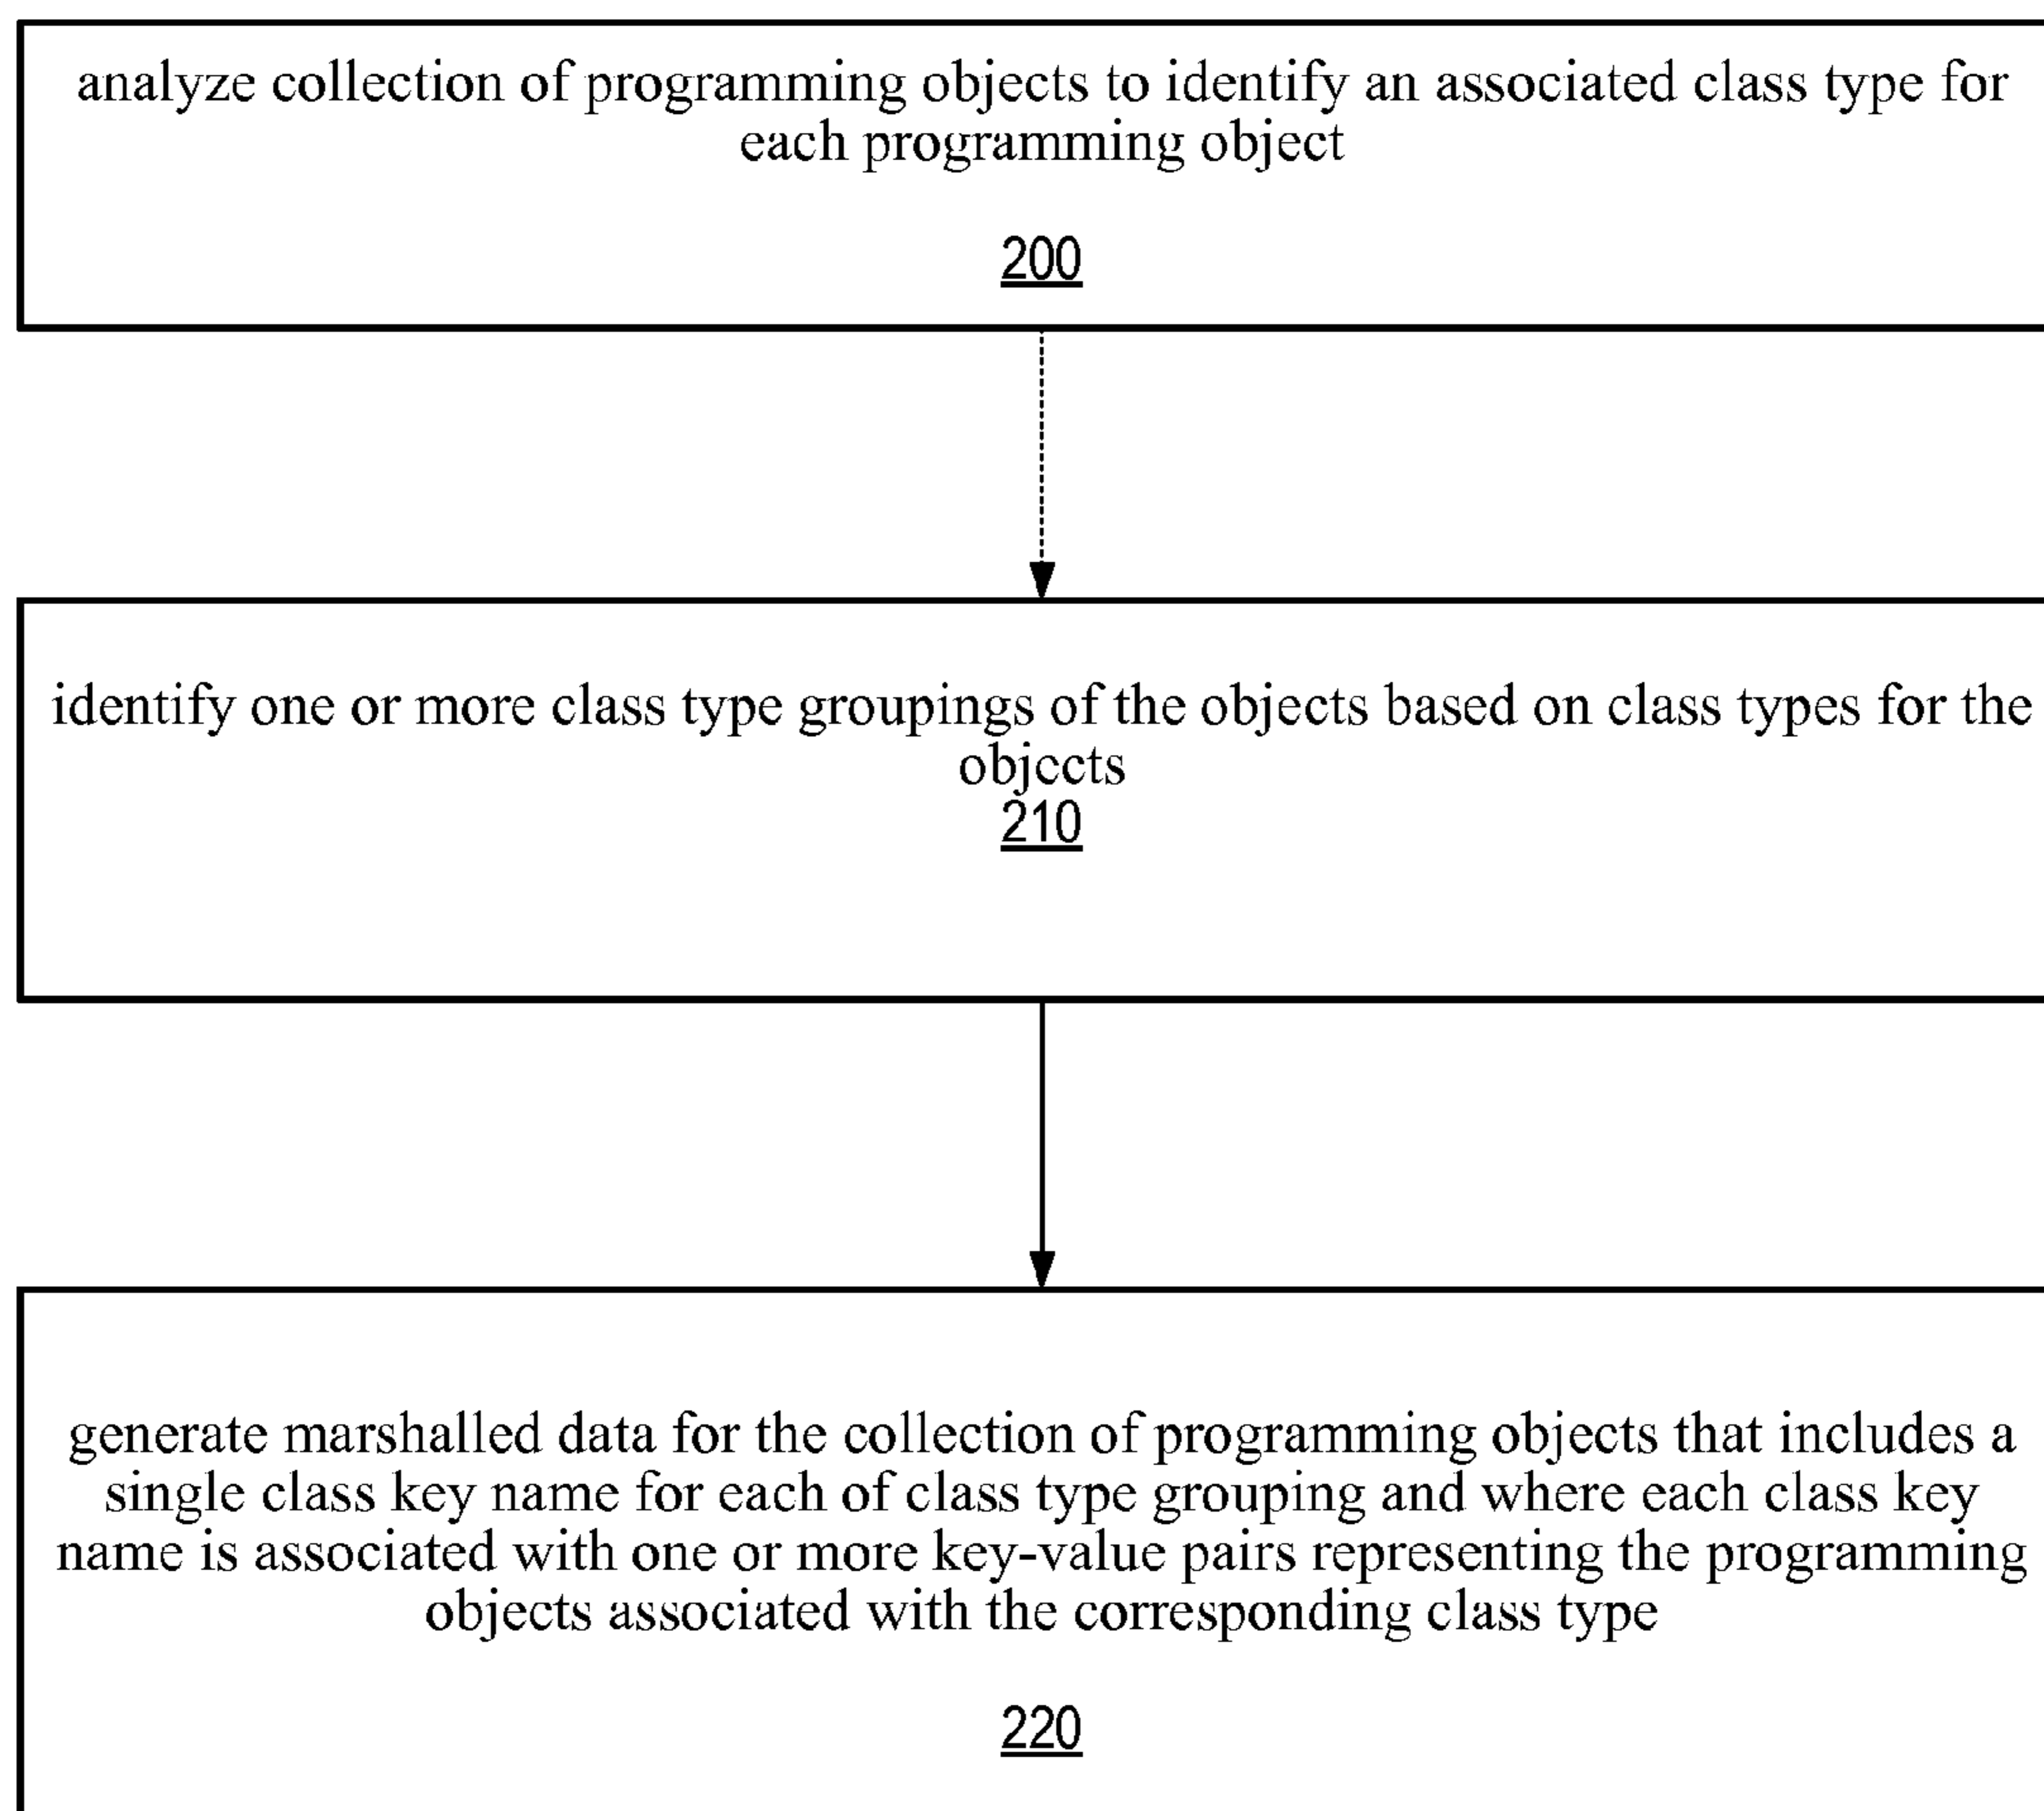 analyze collection of programming objects to identify an associated class type for
each programming object
200
identify one or more class type groupings of the objects based on class types for the
objects
210
generate marshalled data for the collection of programming objects that includes a
single class key name for each of class type grouping and where each class key
name is associated with one or more key-value pairs representing the programming
objects associated with the corresponding class type
220